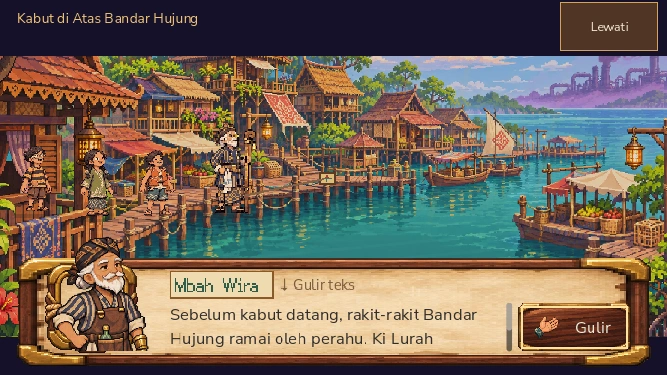 Kabut di Atas Bandar Hujung
Lewati
Mbah Wira
↓ Gulir teks
Sebelum kabut datang, rakit-rakit Bandar
Hujung ramai oleh perahu. Ki Lurah
Gulir